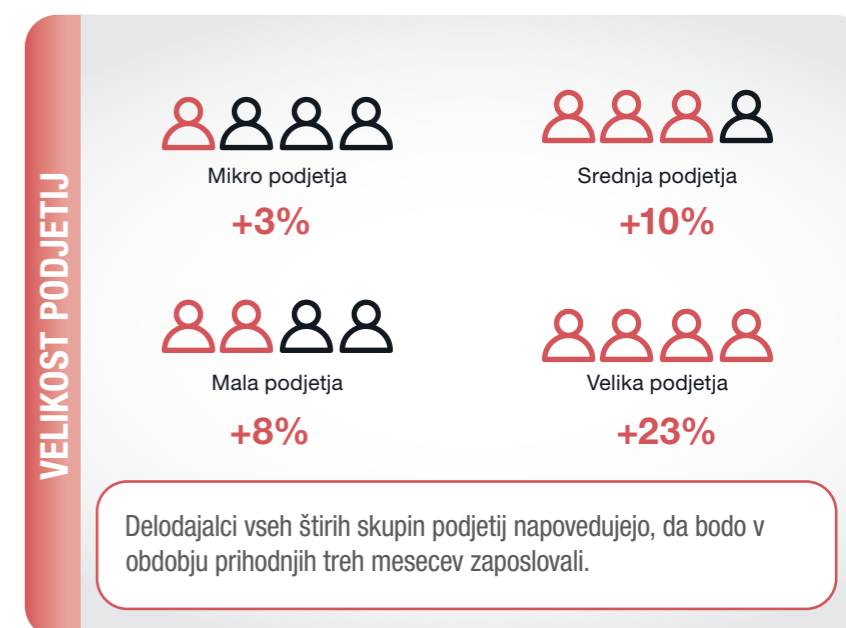 VELIKOST PODJETIJ
Mikro podjetja
+3%
Srednja podjetja
+10%
Mala podjetja
+8%
Velika podjetja
+23%
Delodajalci vseh štirih skupin podjetij napovedujejo, da bodo v
obdobju prihodnjih treh mesecev zaposlovali.